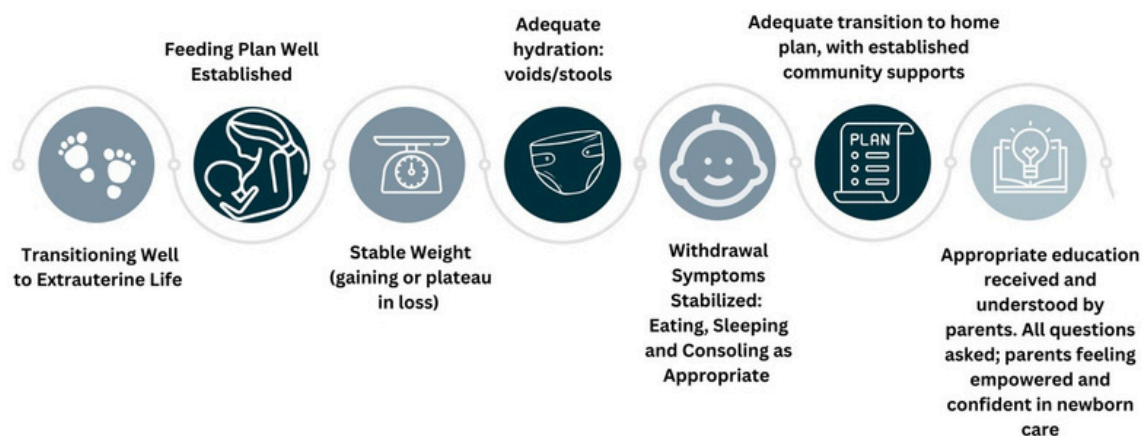 Transitioning Well
to Extrauterine Life
Feeding Plan Well
Established
Stable Weight
(gaining or plateau
in loss)
Adequate
hydration:
voids/stools
Withdrawal
Symptoms
Stabilized:
Eating, Sleeping
and Consoling as
Appropriate
Adequate transition to home
plan, with established
community supports
PLAN
Appropriate education
received and
understood by
parents. All questions
asked; parents feeling
empowered and
confident in newborn
care